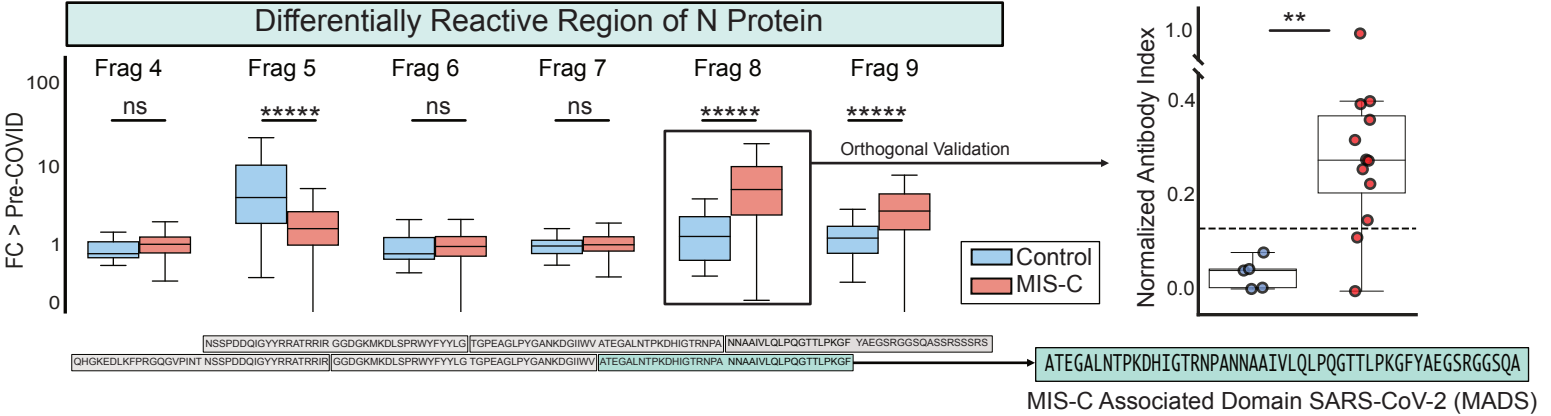 Differentially Reactive Region of N Protein
Frag 4
Frag 5
Frag 6
Frag 7
Frag 8
Frag 9
ns
*****
ns
ns
*****
*****
FC > Pre-COVID
100
10
1
0
Orthogonal Validation
Control
MIS-C
**
Normalized Antibody Index
1.0
0.4
0.2
0.0
NSSPDDQIGYYRRATRRIR GGDGKMKDLSPRWYFYYLG TGPEAGLPYGANKDGIIWV ATEGALNTPKDHIGTRNPA NNAAIVLQLPQGTTLPKGF YAEGSRGGSQASSRSSSRS
QHGKEDLKFPRGQGVPINT NSSPDDQIGYYRRATRRIR GGDGKMKDLSPRWYFYYLG TGPEAGLPYGANKDGIIWV ATEGALNTPKDHIGTRNPA NNAAIVLQLPQGTTLPKGF
ATEGALNTPKDHIGTRNPANNAAIVLQLPQGTTLPKGFYAEGSRGGSQA
MIS-C Associated Domain SARS-CoV-2 (MADS)